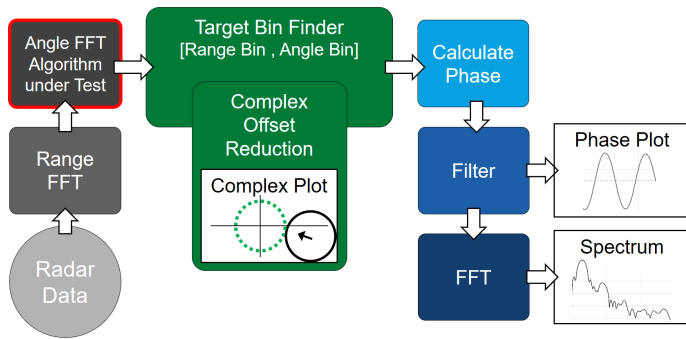 Angle FFT
Algorithm
under Test
Target Bin Finder
[Range Bin , Angle Bin]
Calculate
Phase
Complex
Offset
Reduction
Range
FFT
Complex Plot
Filter
Phase Plot
Radar
Data
FFT
Spectrum